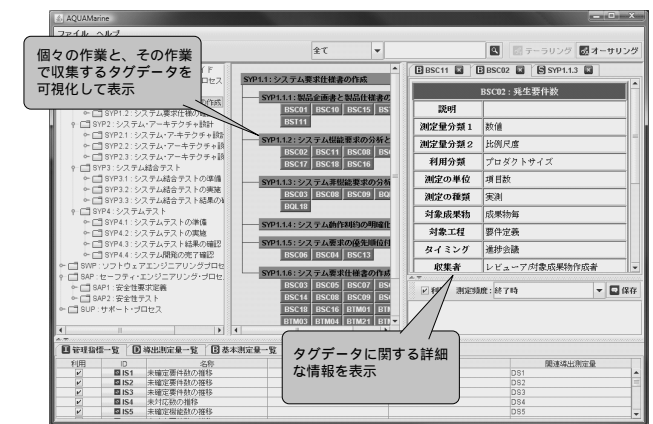 AQUAMarine
ファイル ヘルプ
個々の作業と、その作業
で収集するタグデータを
可視化して表示
全て
テーラリング
オーサリング
SYP1.2 : システム要求仕様の
SYP2 : システム・アーキテクチャ設計
SYP2.1 : システム・アーキテクチャ設
SYP2.2 : システム・アーキテクチャ設
SYP2.3 : システム・アーキテクチャ設
SYP3 : システム結合テスト
SYP3.1 : システム結合テストの準備
SYP3.2 : システム結合テストの実施
SYP3.3 : システム結合テスト結果の
SYP4 : システムテスト
SYP4.1 : システムテストの準備
SYP4.2 : システムテストの実施
SYP4.3 : システムテスト結果の確認
SYP4.4 : システム開発の完了確認
SWP : ソフトウェアエンジニアリングプロセ
SAP : セーフティ・エンジニアリング・プロセ
SAP1 : 安全性要求定義
SAP2 : 安全性テスト
SUP : サポート・プロセス
SYP1.1 : システム要求仕様書の作成
SYP1.1.1 : 製品企画書と製品仕様書の
BSC01 BSC10 BSC15
BST11
SYP1.1.2 : システム機能要求の分析と
BSC02 BSC11 BSC08
BSC17 BSC18 BSC16
SYP1.1.3 : システム非機能要求の分析
BSC03 BSC08 BSC09
BQL18
SYP1.1.4 : システム動作制約の明確化
SYP1.1.5 : システム要求の優先順位付
BSC06 BSC04 BSC13
SYP1.1.6 : システム要求仕様書の作成
BSC03 BSC05 BSC07
BSC14 BSC08 BSC09
BSC18 BSC16 BTM01
BTM03 BTM04 BTM21
BSC11 BSC02 SYP1.1.3
BSC02 : 発生要件数
説明
測定量分類1 数値
測定量分類2 比例尺度
利用分類 プロダクトサイズ
測定の単位 項目数
測定の種類 実測
対象成果物 成果物毎
対象工程 要件定義
タイミング 進捗会議
収集者 レビューア/対象成果物作成者
測定頻度 : 終了時 保存
タグデータに関する詳細
な情報を表示
管理指標一覧 導出測定量一覧 基本測定量一覧
利用 ID 名称 関連導出測定量
IS1 未確定要件数の推移 DS1
IS2 未確定要件数の推移 DS2
IS3 未確定要件数の推移 DS3
IS4 未対応数の推移 DS4
IS5 未確定機能数の推移 DS5